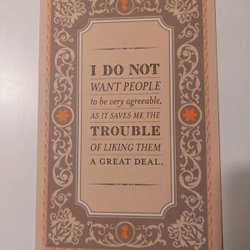 I DO NOT
WANT PEOPLE
to be very agreeable,
AS IT SAVES ME THE
TROUBLE
OF LIKING THEM
A GREAT DEAL.